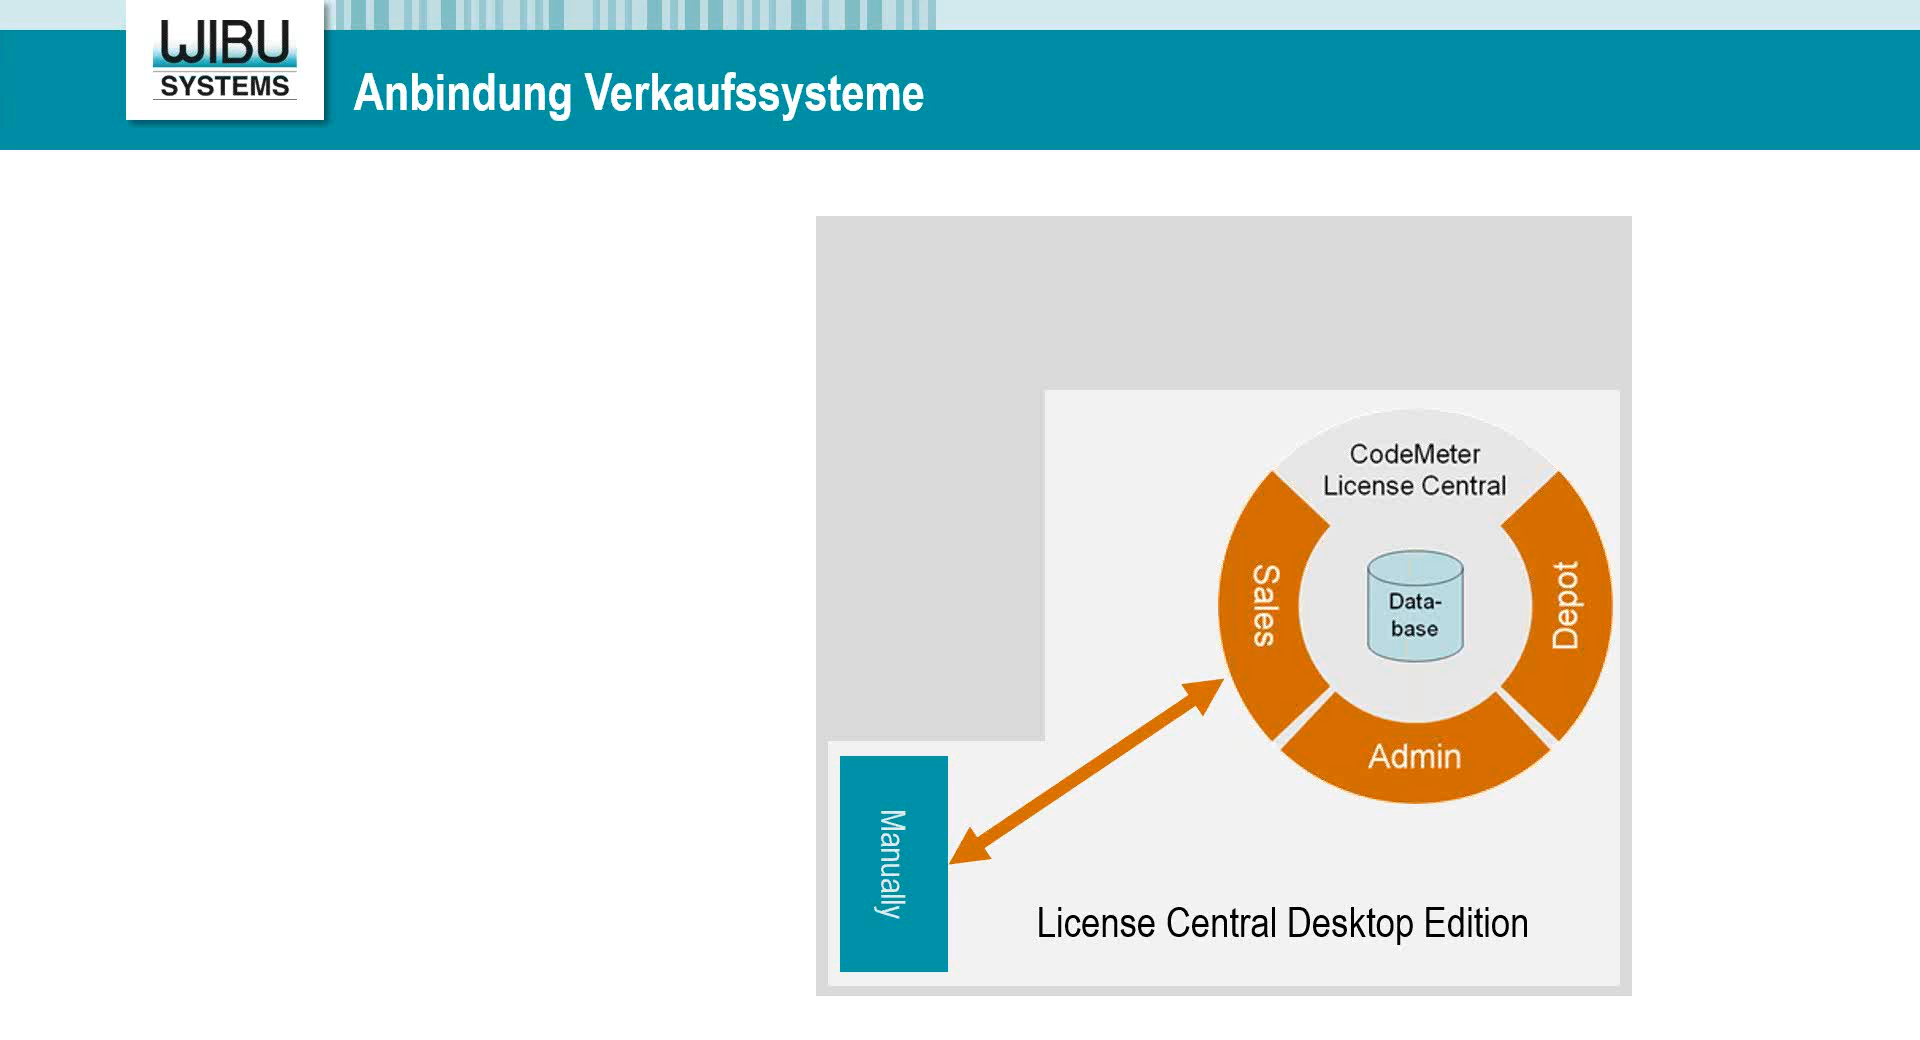 WIBU
SYSTEMS
Anbindung Verkaufssysteme
CodeMeter
License Central
Sales
Data-
base
Depot
Admin
Manually
License Central Desktop Edition